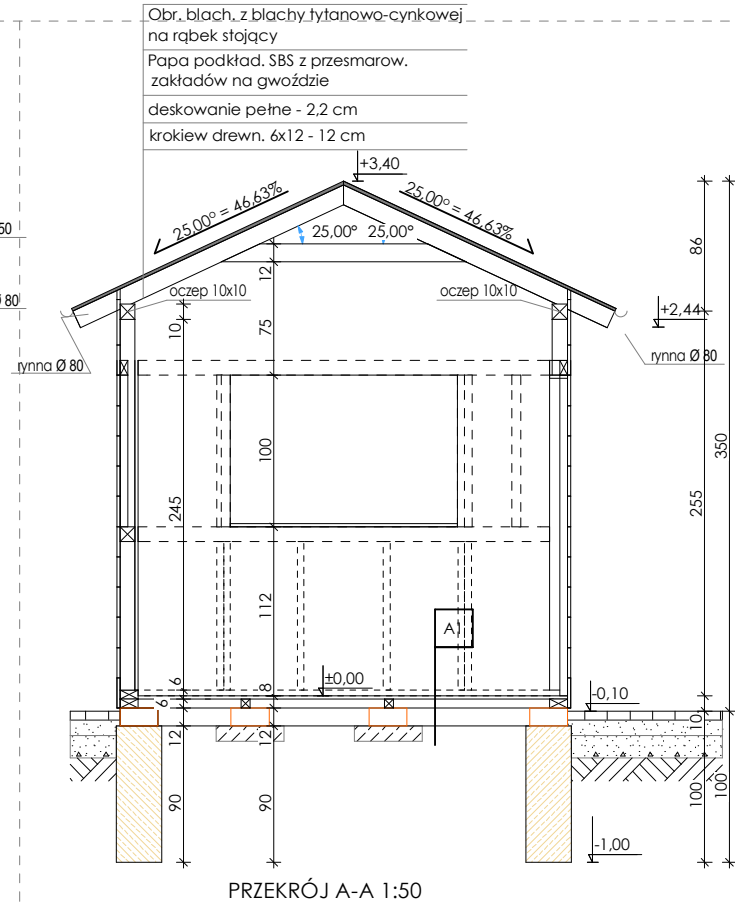 Obr. blach. z blachy tytanowo-cynkowej
na rąbek stojący
Papa podkład. SBS z przesmarow.
zakładów na gwoździe
deskowanie pełne - 2,2 cm
krokiew drewn. 6x12 - 12 cm
+3,40
25,00° = 46,63%
25,00° = 46,63%
25,00°
25,00°
50
Ø 80
86
12
oczep 10x10
oczep 10x10
+2,44
10
75
rynna Ø 80
rynna Ø 80
100
350
245
255
112
A1
6
8
±0,00
6
-0,10
10
12
12
90
90
100
100
-1,00
PRZEKRÓJ A-A 1:50